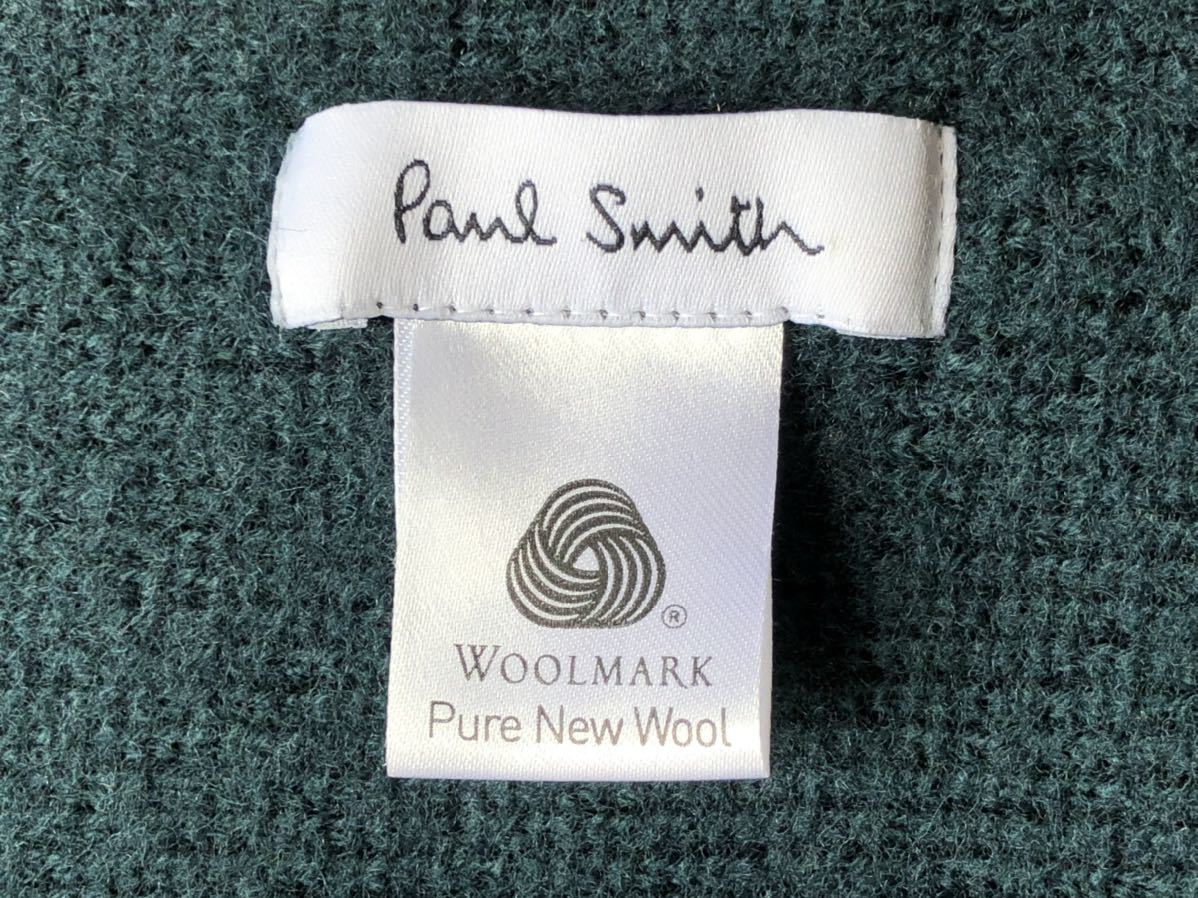 Paul Smith
®
WOOLMARK
Pure New Wool